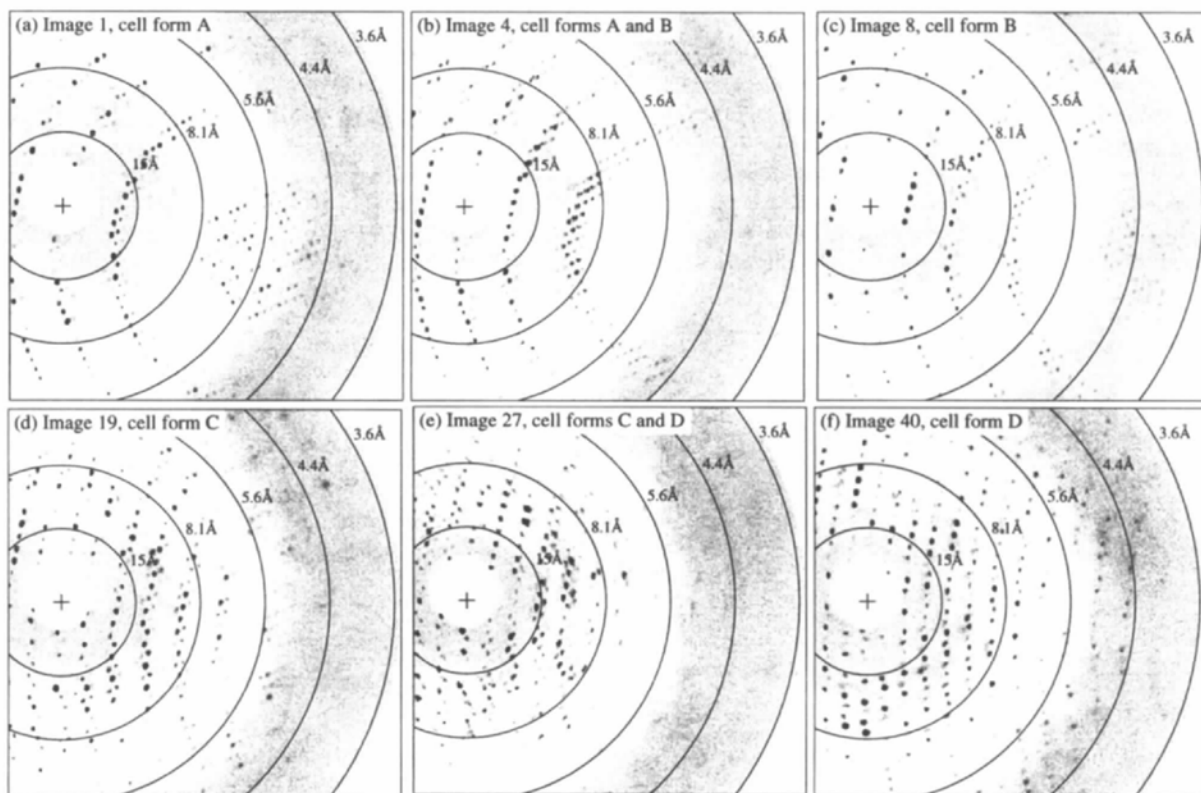 (a) Image 1, cell form A
3.6Å
4.4Å
5.6Å
8.1Å
15Å
(b) Image 4, cell forms A and B
3.6Å
4.4Å
5.6Å
8.1Å
15Å
(c) Image 8, cell form B
3.6Å
4.4Å
5.6Å
8.1Å
15Å
(d) Image 19, cell form C
3.6Å
4.4Å
5.6Å
8.1Å
15Å
(e) Image 27, cell forms C and D
3.6Å
4.4Å
5.6Å
8.1Å
15Å
(f) Image 40, cell form D
3.6Å
4.4Å
5.6Å
8.1Å
15Å